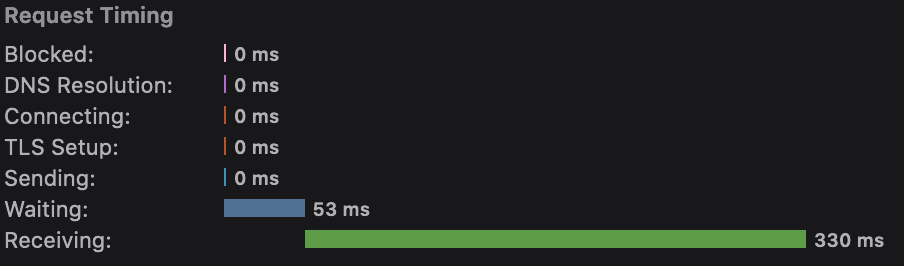 Request Timing
Blocked: 0 ms
DNS Resolution: 0 ms
Connecting: 0 ms
TLS Setup: 0 ms
Sending: 0 ms
Waiting: 53 ms
Receiving: 330 ms